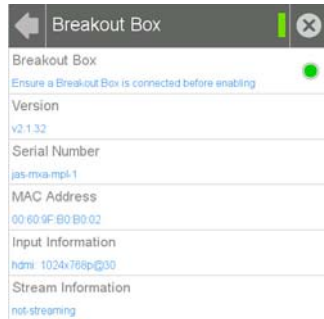 Breakout Box
Breakout Box
Ensure a Breakout Box is connected before enabling
Version
v2.1.32
Serial Number
jas-mxa-mpl-1
MAC Address
00:60:9F:B0:B0:02
Input Information
hdmi: 1024x768p@30
Stream Information
not-streaming